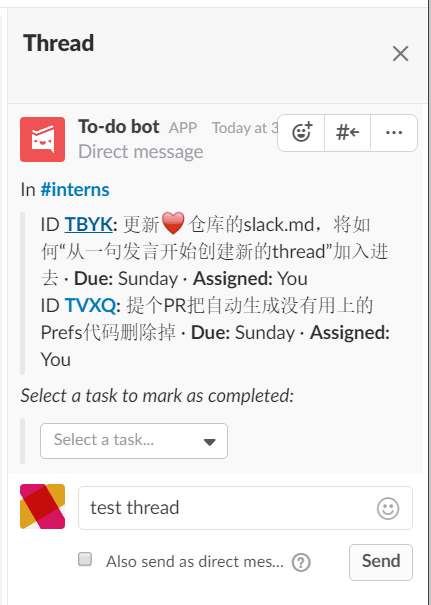 Thread
To-do bot APP Today at 3
Direct message
In #interns
ID TBYK: 更新❤️仓库的slack.md，将如
何“从一句发言开始创建新的thread”加入进
去 · Due: Sunday · Assigned: You
ID TVXQ: 提个PR把自动生成没有用上的
Prefs代码删除掉 · Due: Sunday · Assigned:
You
Select a task to mark as completed:
Select a task...
test thread
Also send as direct mes... ?
Send